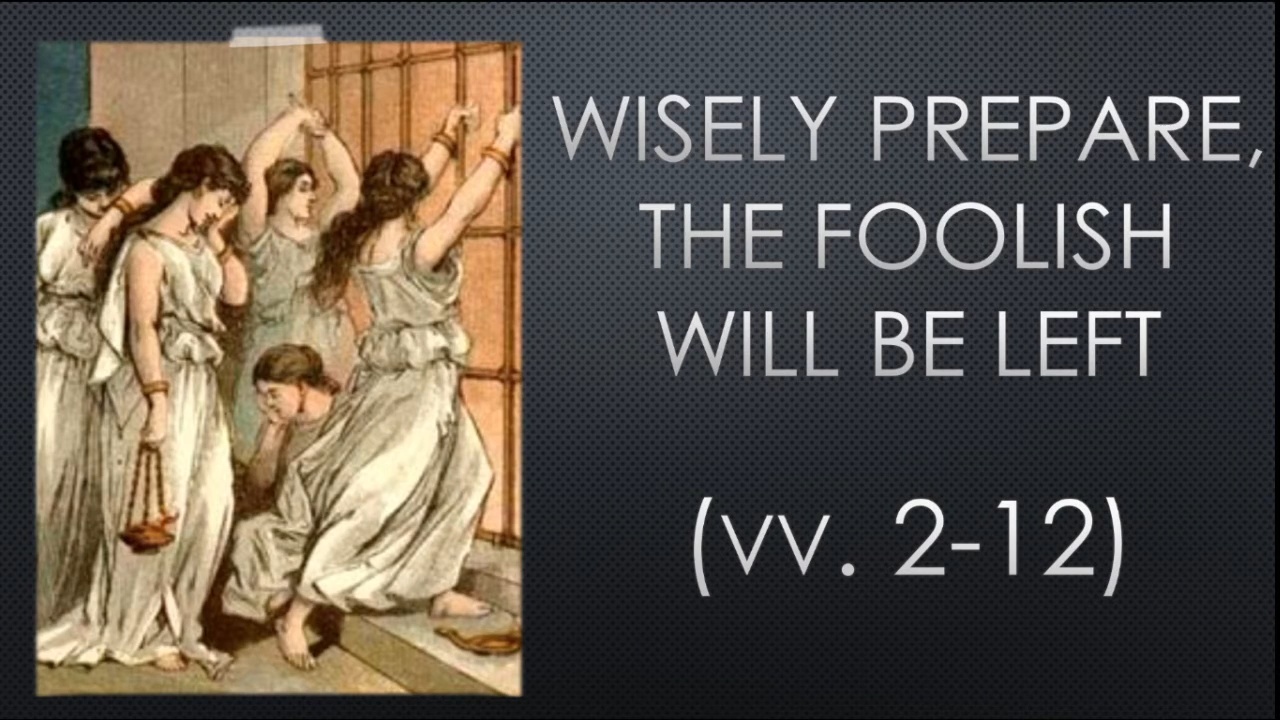 WISELY PREPARE,
THE FOOLISH
WILL BE LEFT
(vv. 2-12)